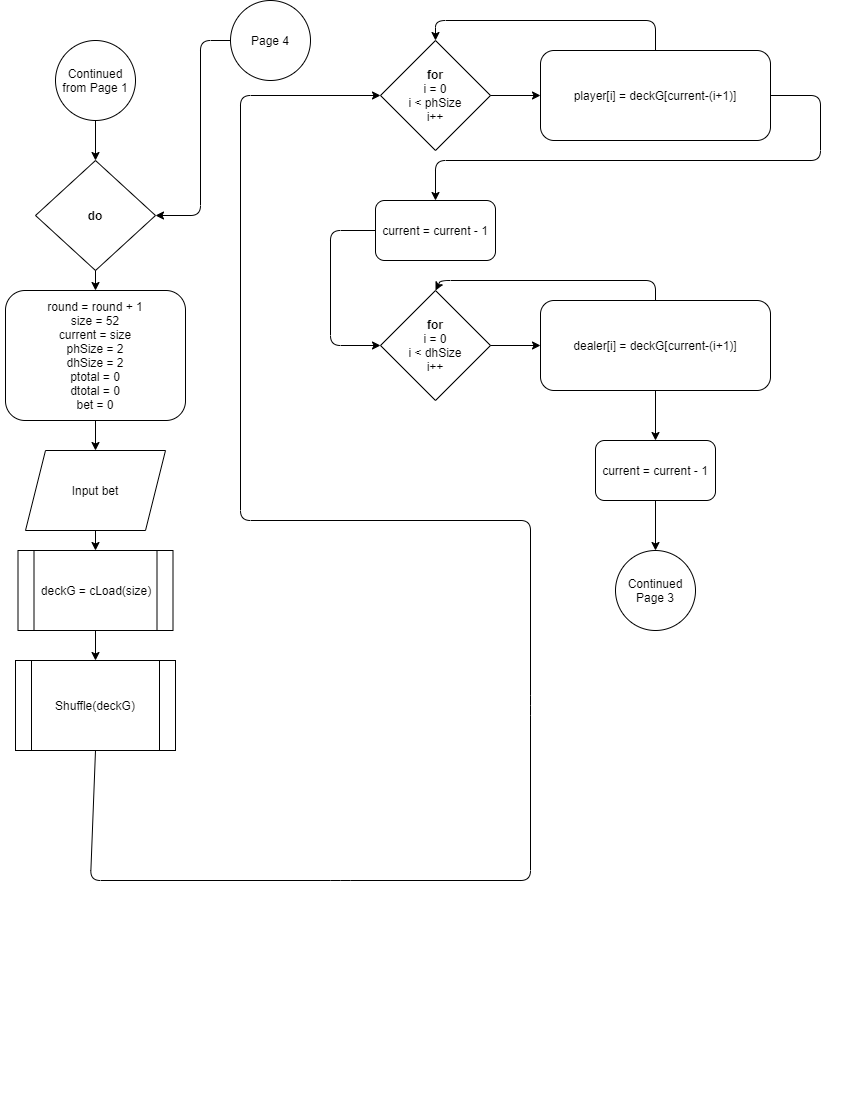 Continued
from Page 1
Page 4
do
round = round + 1
size = 52
current = size
phSize = 2
dhSize = 2
ptotal = 0
dtotal = 0
bet = 0
Input bet
deckG = cLoad(size)
Shuffle(deckG)
for
i = 0
i < phSize
i++
player[i] = deckG[current-(i+1)]
current = current - 1
for
i = 0
i < dhSize
i++
dealer[i] = deckG[current-(i+1)]
current = current - 1
Continued
Page 3